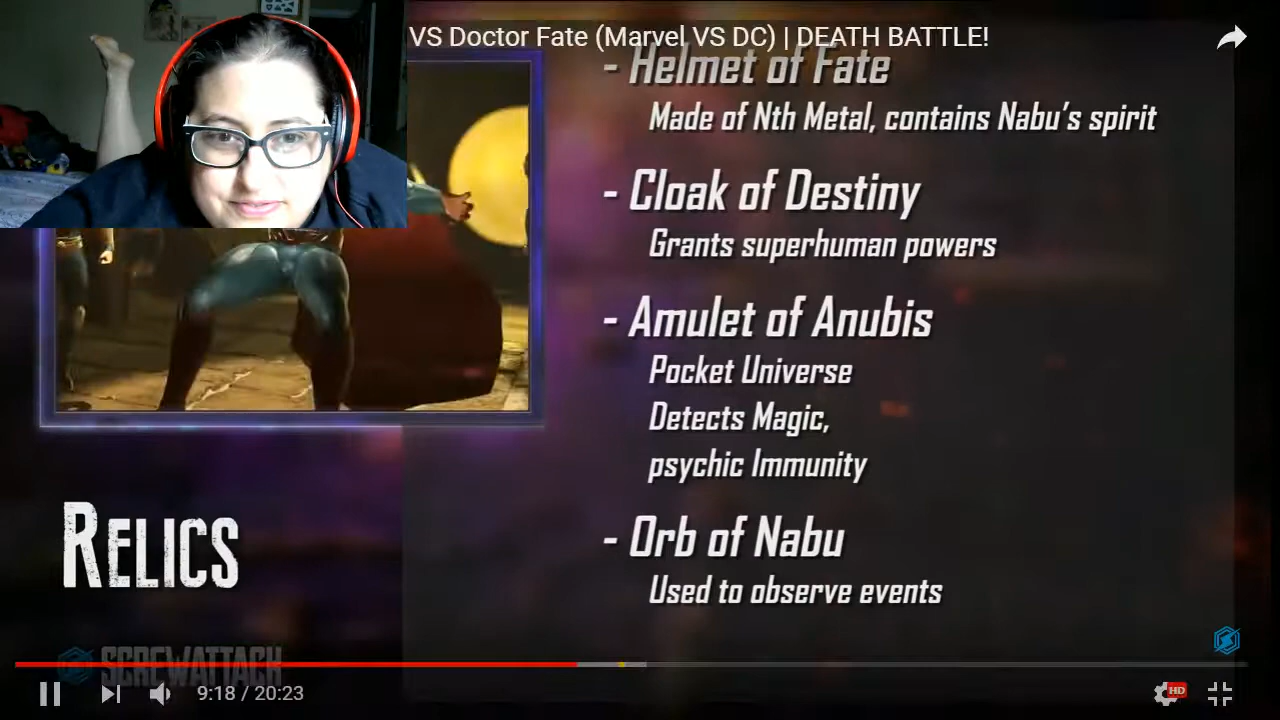 VS Doctor Fate (Marvel VS DC) | DEATH BATTLE!
- Helmet of Fate
Made of Nth Metal, contains Nabu's spirit
- Cloak of Destiny
Grants superhuman powers
- Amulet of Anubis
Pocket Universe
Detects Magic,
psychic Immunity
- Orb of Nabu
Used to observe events
RELICS
SCREWATTACK
9:18 / 20:23
HD